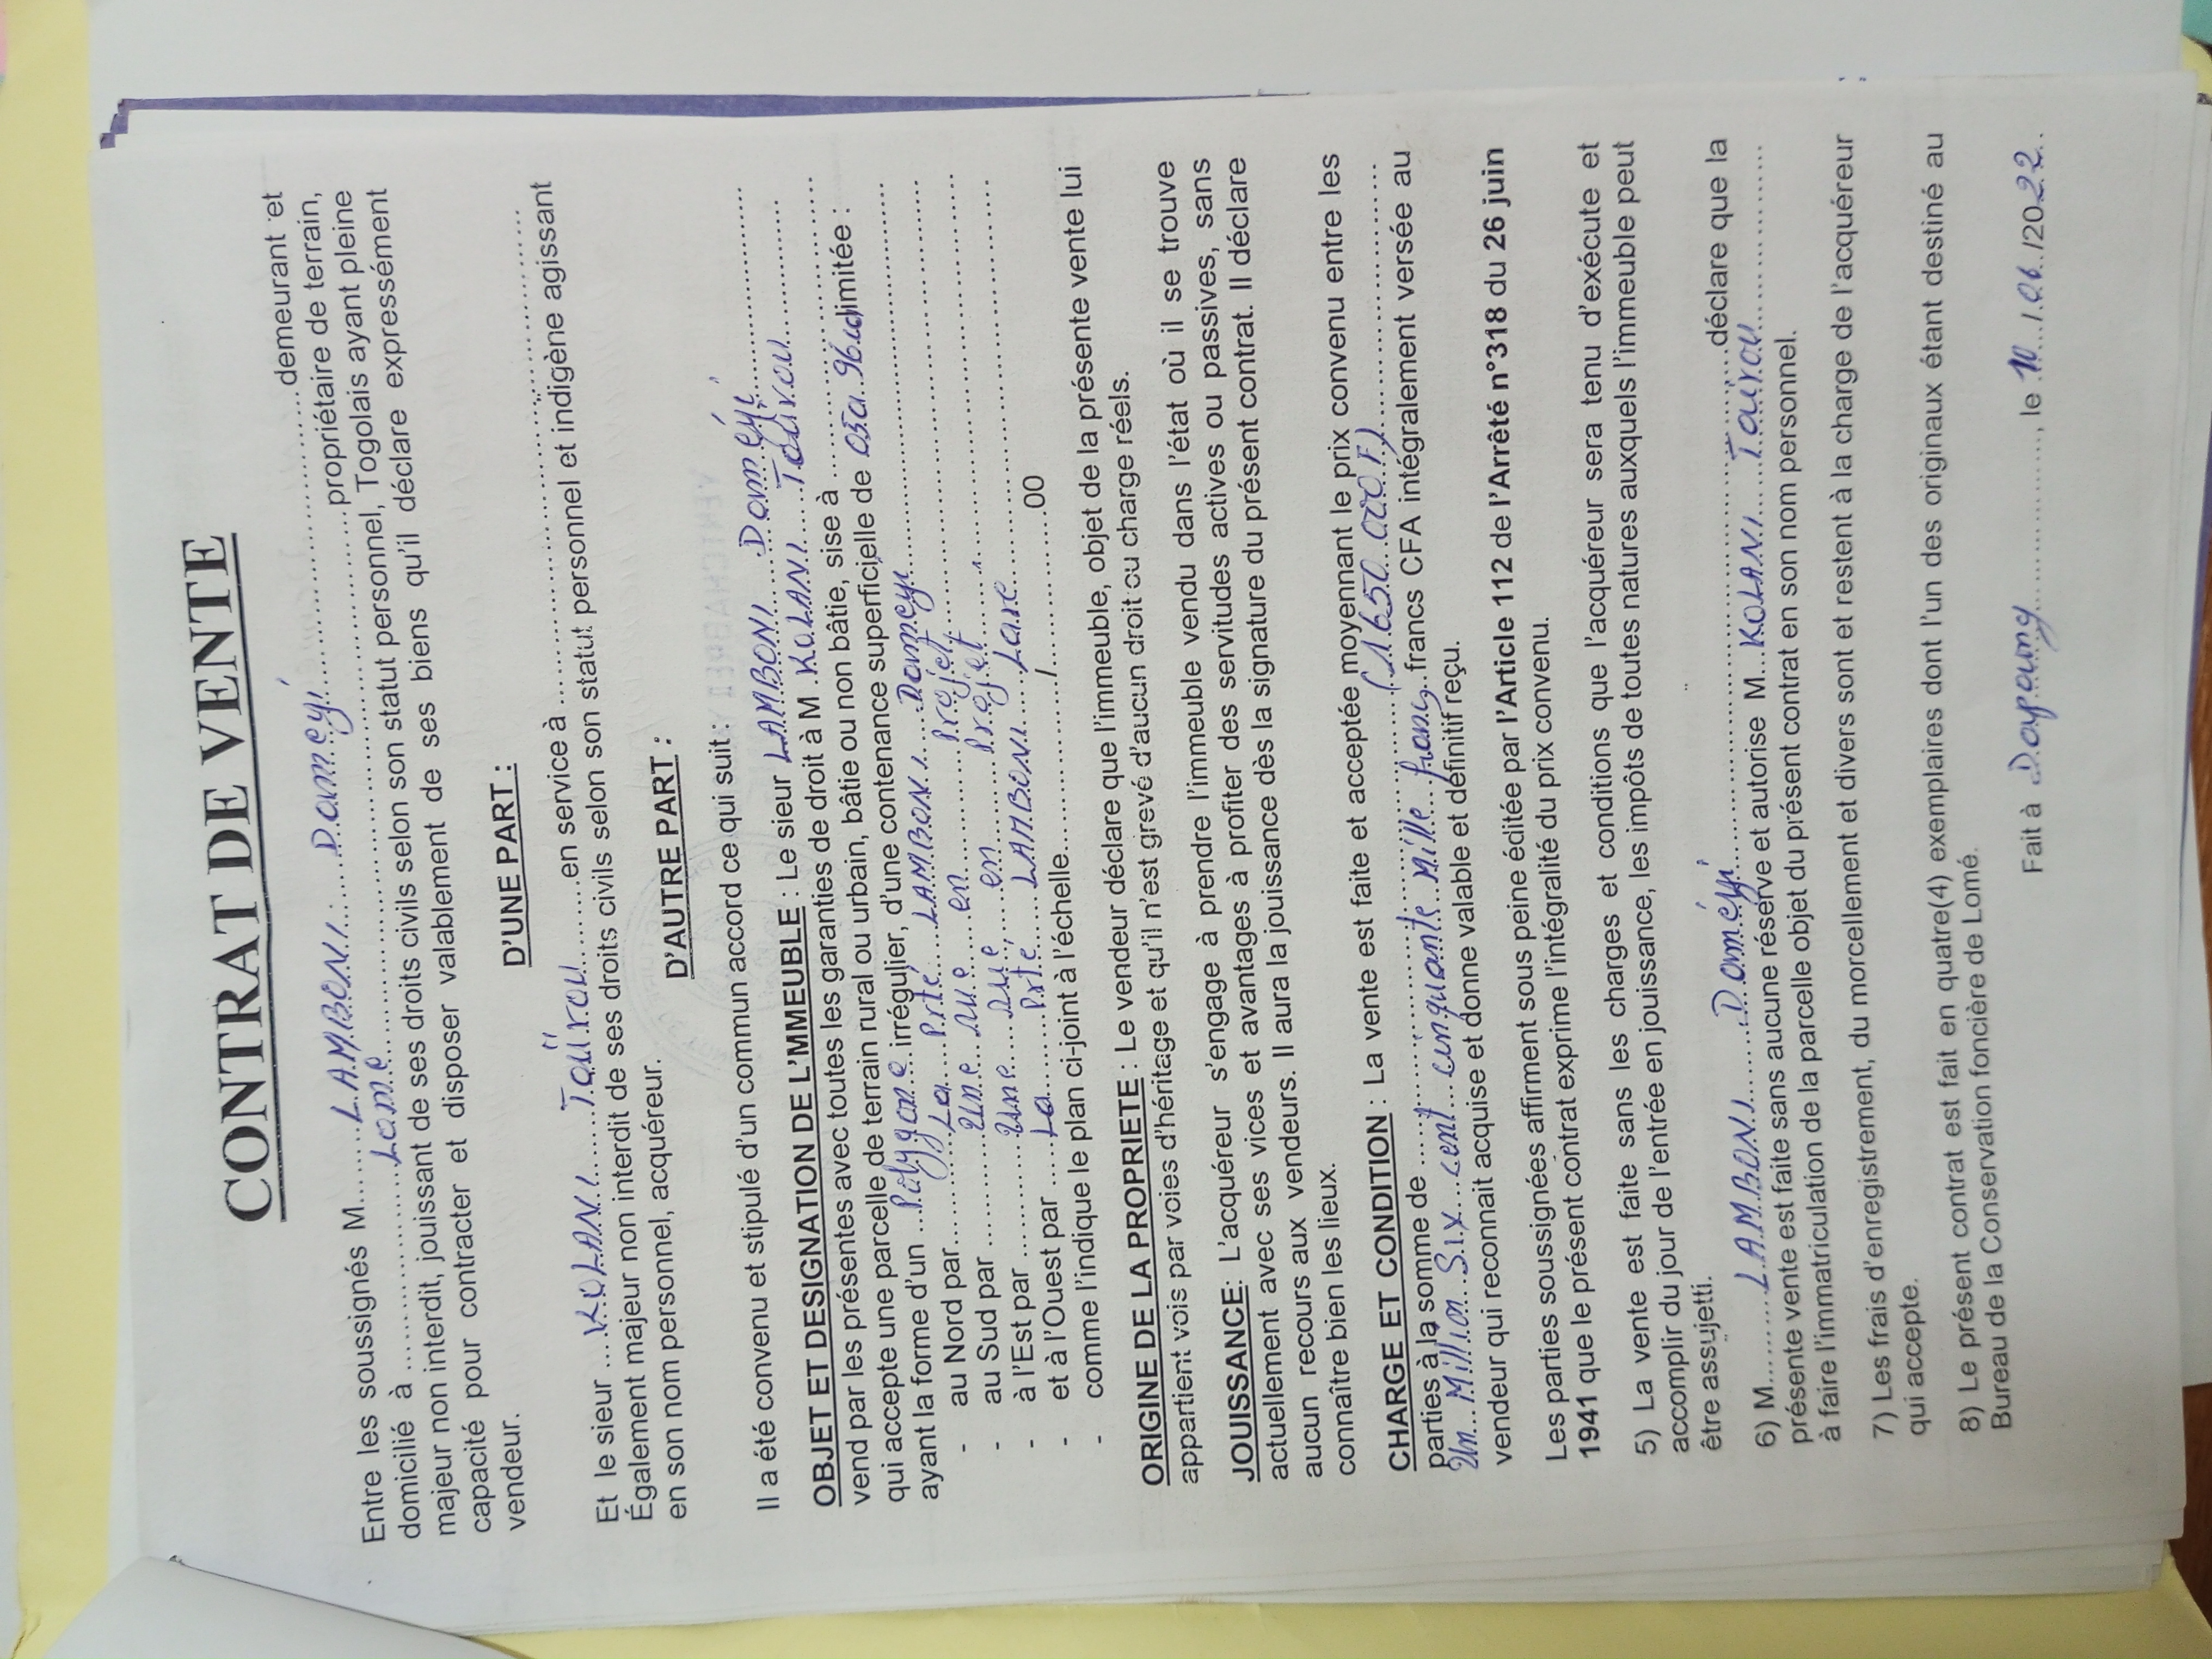 CONTRAT DE VENTE
Entre les soussignés M........LAMBONI......Daméyi...............................demeurant et
domicilié à ........................Lomé.......................................................propriétaire de terrain,
majeur non interdit, jouissant de ses droits civils selon son statut personnel, Togolais ayant pleine
capacité pour contracter et disposer valablement de ses biens qu'il déclare expressément
vendeur.
D'UNE PART :
Et le sieur ....KOLANI......Taïrou.......en service à ...................................................
Également majeur non interdit de ses droits civils selon son statut personnel et indigène agissant
en son nom personnel, acquéreur.
D'AUTRE PART :
Il a été convenu et stipulé d'un commun accord ce qui suit :
OBJET ET DESIGNATION DE L'MMEUBLE : Le sieur LAMBONI.....Daméyi........................
vend par les présentes avec toutes les garanties de droit à M .KOLANI....Taïrou..............
qui accepte une parcelle de terrain rural ou urbain, bâtie ou non bâtie, sise à .............................
ayant la forme d'un ...Polygone...irrégulier, d'une contenance superficielle de 05a 96ca limitée :
- au Nord par............La......Prté....LAMBONI.....Daméyi.........................................
- au Sud par .............Une....rue.....en.............projet........................................
- à l'Est par .............Une....rue.....en...........projet.........................................
- et à l'Ouest par .....La..........Prté.....LAMBONI.....Lare.........................................
- comme l'indique le plan ci-joint à l'échelle...................../....................00
ORIGINE DE LA PROPRIETE : Le vendeur déclare que l'immeuble, objet de la présente vente lui
appartient vois par voies d'héritage et qu'il n'est grevé d'aucun droit cu charge réels.
JOUISSANCE: L'acquéreur s'engage à prendre l'immeuble vendu dans l'état où il se trouve
actuellement avec ses vices et avantages à profiter des servitudes actives ou passives, sans
aucun recours aux vendeurs. Il aura la jouissance dès la signature du présent contrat. Il déclare
connaître bien les lieux.
CHARGE ET CONDITION : La vente est faite et acceptée moyennant le prix convenu entre les
parties à la somme de ................................................(1650.000F)...............................
Un..Million..Six...cent...cinquante..Mille..francs..francs CFA intégralement versée au
vendeur qui reconnait acquise et donne valable et définitif reçu.
Les parties soussignées affirment sous peine éditée par l'Article 112 de l'Arrêté n°318 du 26 juin
1941 que le présent contrat exprime l'intégralité du prix convenu.
5) La vente est faite sans les charges et conditions que l'acquéreur sera tenu d'exécute et
accomplir du jour de l'entrée en jouissance, les impôts de toutes natures auxquels l'immeuble peut
être assujetti.
6) M........LAMBONI........Daméyi.....................................................déclare que la
présente vente est faite sans aucune réserve et autorise M....KOLANI....Taïrou......................
à faire l'immatriculation de la parcelle objet du présent contrat en son nom personnel.
7) Les frais d'enregistrement, du morcellement et divers sont et restent à la charge de l'acquéreur
qui accepte.
8) Le présent contrat est fait en quatre(4) exemplaires dont l'un des originaux étant destiné au
Bureau de la Conservation foncière de Lomé.
Fait à Dapaong........................, le 10../.06./2022..